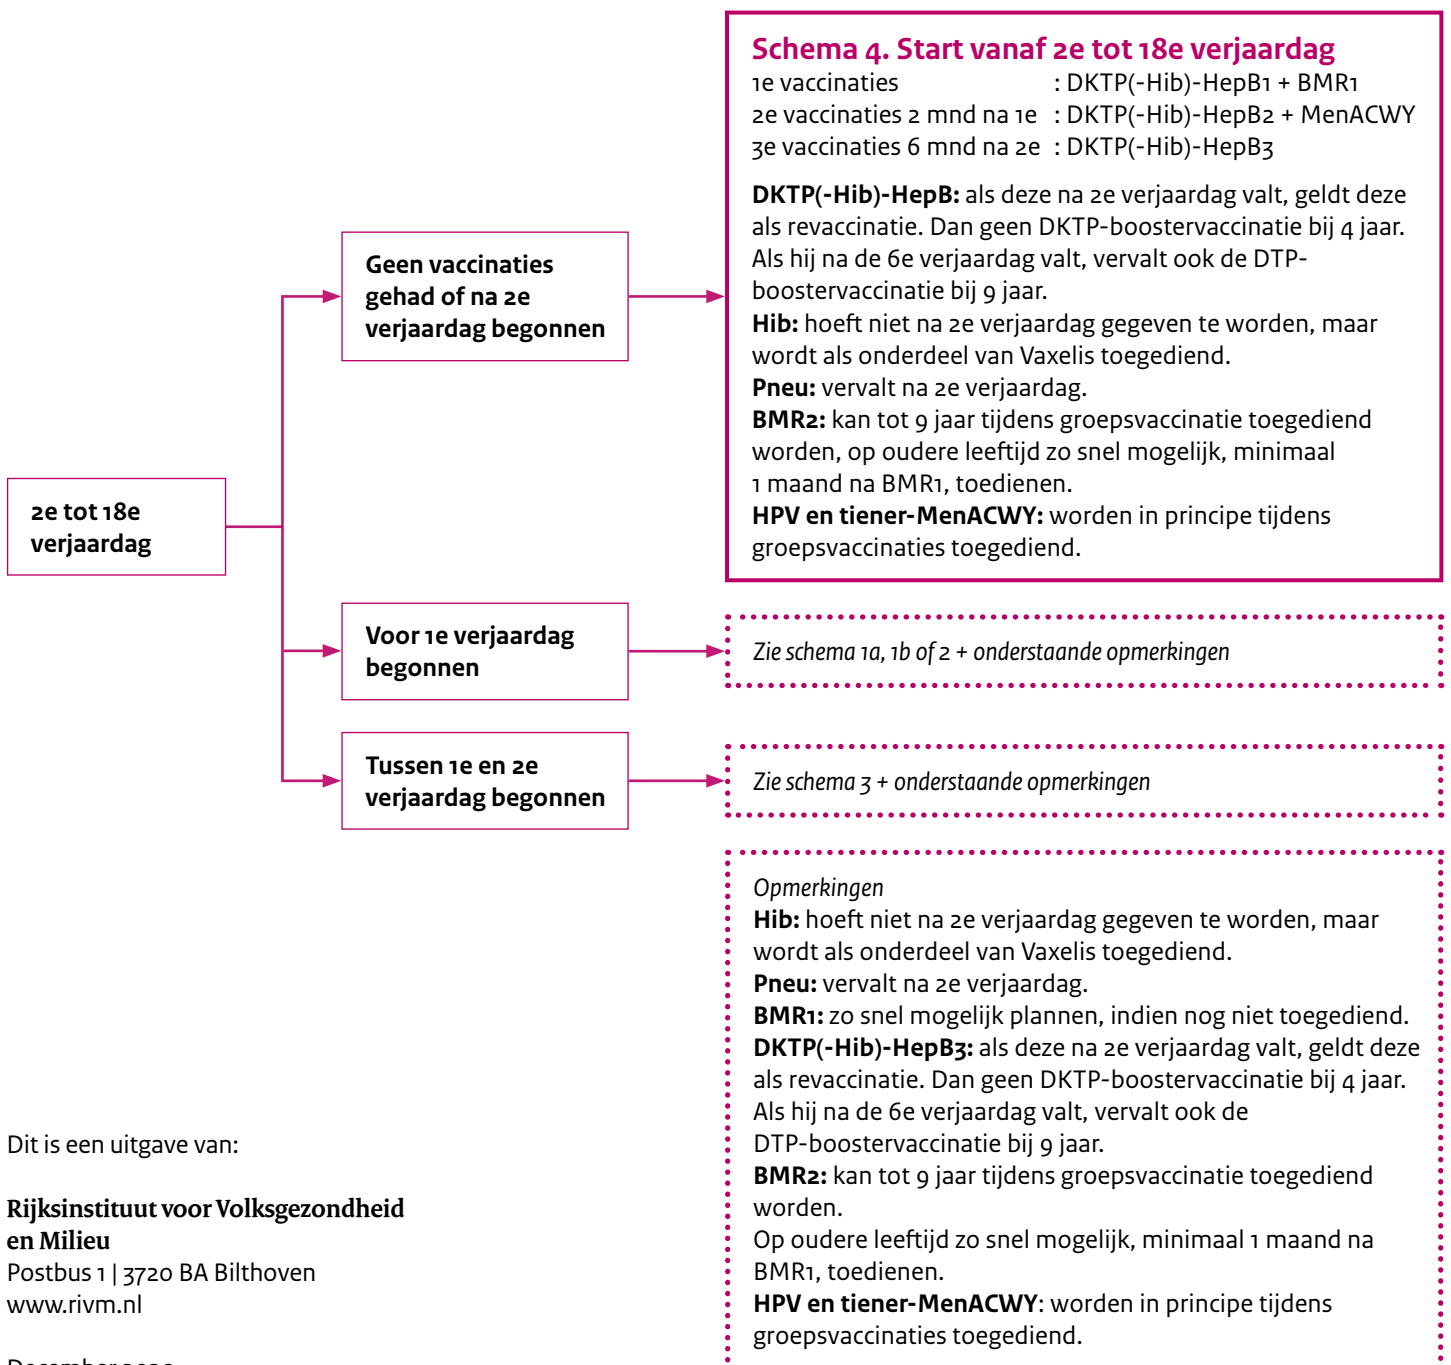 Schema 4. Start vanaf 2e tot 18e verjaardag
1e vaccinaties : DKTP(-Hib)-HepB1 + BMR1
2e vaccinaties 2 mnd na 1e : DKTP(-Hib)-HepB2 + MenACWY
3e vaccinaties 6 mnd na 2e : DKTP(-Hib)-HepB3
DKTP(-Hib)-HepB: als deze na 2e verjaardag valt, geldt deze
als revaccinatie. Dan geen DKTP-boostervaccinatie bij 4 jaar.
Als hij na de 6e verjaardag valt, vervalt ook de DTP-
boostervaccinatie bij 9 jaar.
Hib: hoeft niet na 2e verjaardag gegeven te worden, maar
wordt als onderdeel van Vaxelis toegediend.
Pneu: vervalt na 2e verjaardag.
BMR2: kan tot 9 jaar tijdens groepsvaccinatie toegediend
worden, op oudere leeftijd zo snel mogelijk, minimaal
1 maand na BMR1, toedienen.
HPV en tiener-MenACWY: worden in principe tijdens
groepsvaccinaties toegediend.
Geen vaccinaties
gehad of na 2e
verjaardag begonnen
2e tot 18e
verjaardag
Voor 1e verjaardag
begonnen
Zie schema 1a, 1b of 2 + onderstaande opmerkingen
Tussen 1e en 2e
verjaardag begonnen
Zie schema 3 + onderstaande opmerkingen
Opmerkingen
Hib: hoeft niet na 2e verjaardag gegeven te worden, maar
wordt als onderdeel van Vaxelis toegediend.
Pneu: vervalt na 2e verjaardag.
BMR1: zo snel mogelijk plannen, indien nog niet toegediend.
DKTP(-Hib)-HepB3: als deze na 2e verjaardag valt, geldt deze
als revaccinatie. Dan geen DKTP-boostervaccinatie bij 4 jaar.
Als hij na de 6e verjaardag valt, vervalt ook de
DTP-boostervaccinatie bij 9 jaar.
BMR2: kan tot 9 jaar tijdens groepsvaccinatie toegediend
worden.
Op oudere leeftijd zo snel mogelijk, minimaal 1 maand na
BMR1, toedienen.
HPV en tiener-MenACWY: worden in principe tijdens
groepsvaccinaties toegediend.
Dit is een uitgave van:
Rijksinstituut voor Volksgezondheid
en Milieu
Postbus 1 | 3720 BA Bilthoven
www.rivm.nl
December